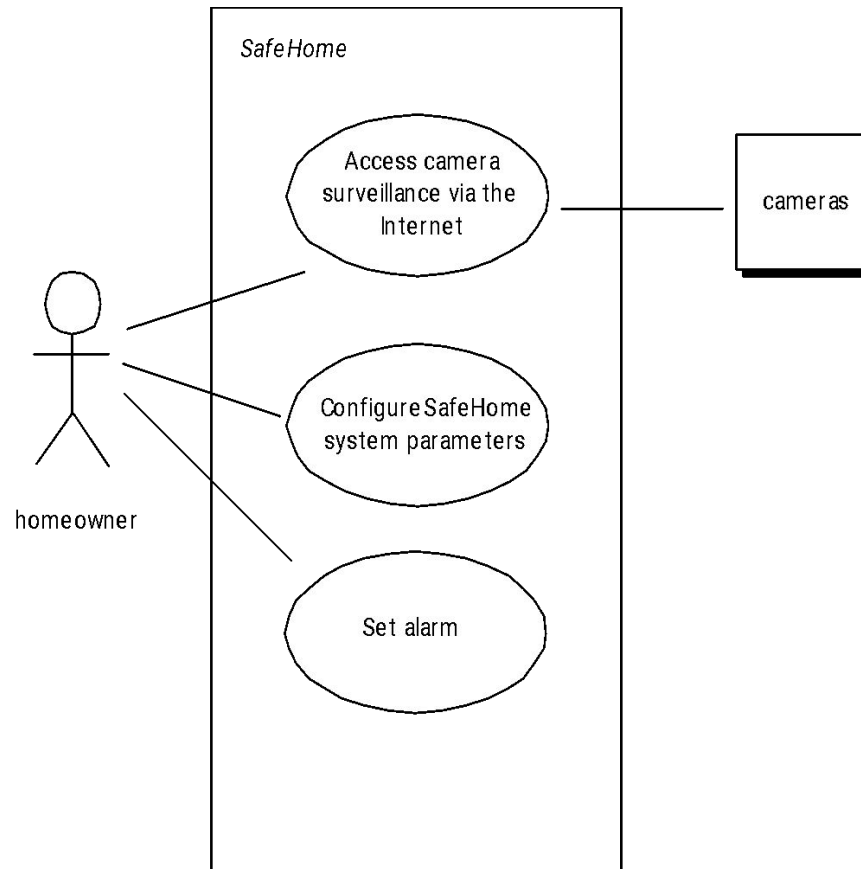 SafeHome
Access camera
surveillance via the
Internet
cameras
Configure SafeHome
system parameters
homeowner
Set alarm